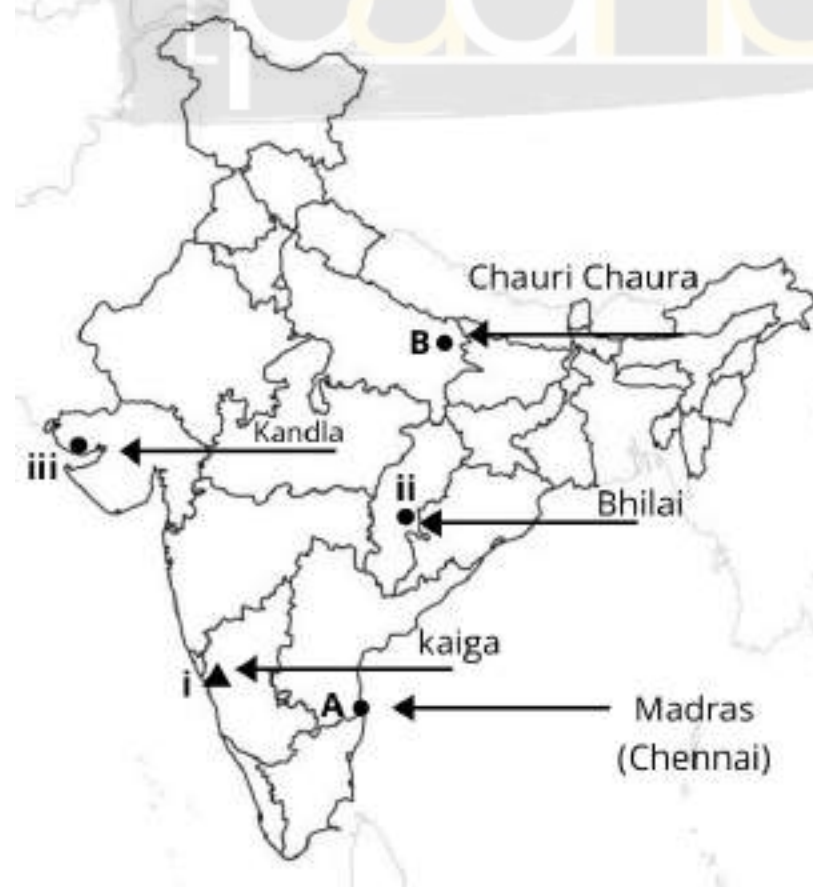 Chauri Chaura
B
Kandla
iii
ii
Bhilai
kaiga
i
A
Madras
(Chennai)